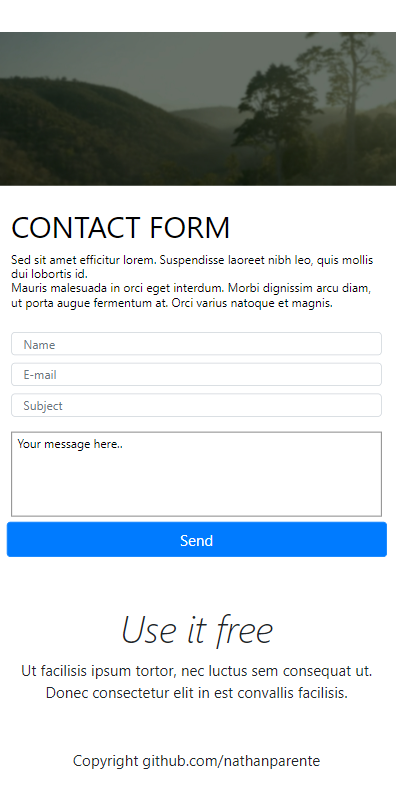 CONTACT FORM
Sed sit amet efficitur lorem. Suspendisse laoreet nibh leo, quis mollis
dui lobortis id.
Mauris malesuada in orci eget interdum. Morbi dignissim arcu diam,
ut porta augue fermentum at. Orci varius natoque et magnis.
Name
E-mail
Subject
Your message here..
Send
Use it free
Ut facilisis ipsum tortor, nec luctus sem consequat ut.
Donec consectetur elit in est convallis facilisis.
Copyright github.com/nathanparente